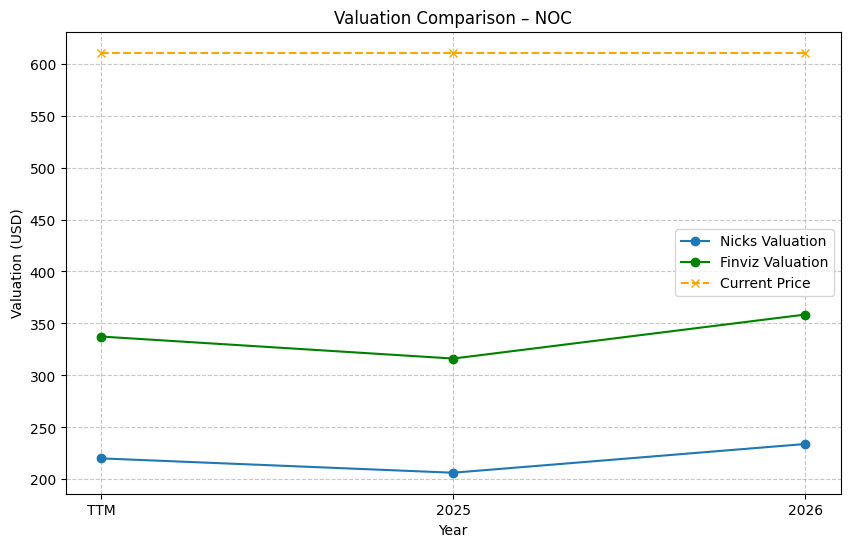 Valuation Comparison – NOC
Valuation (USD)
600
550
500
450
400
350
300
250
200
Nicks Valuation
Finviz Valuation
Current Price
TTM
2025
2026
Year